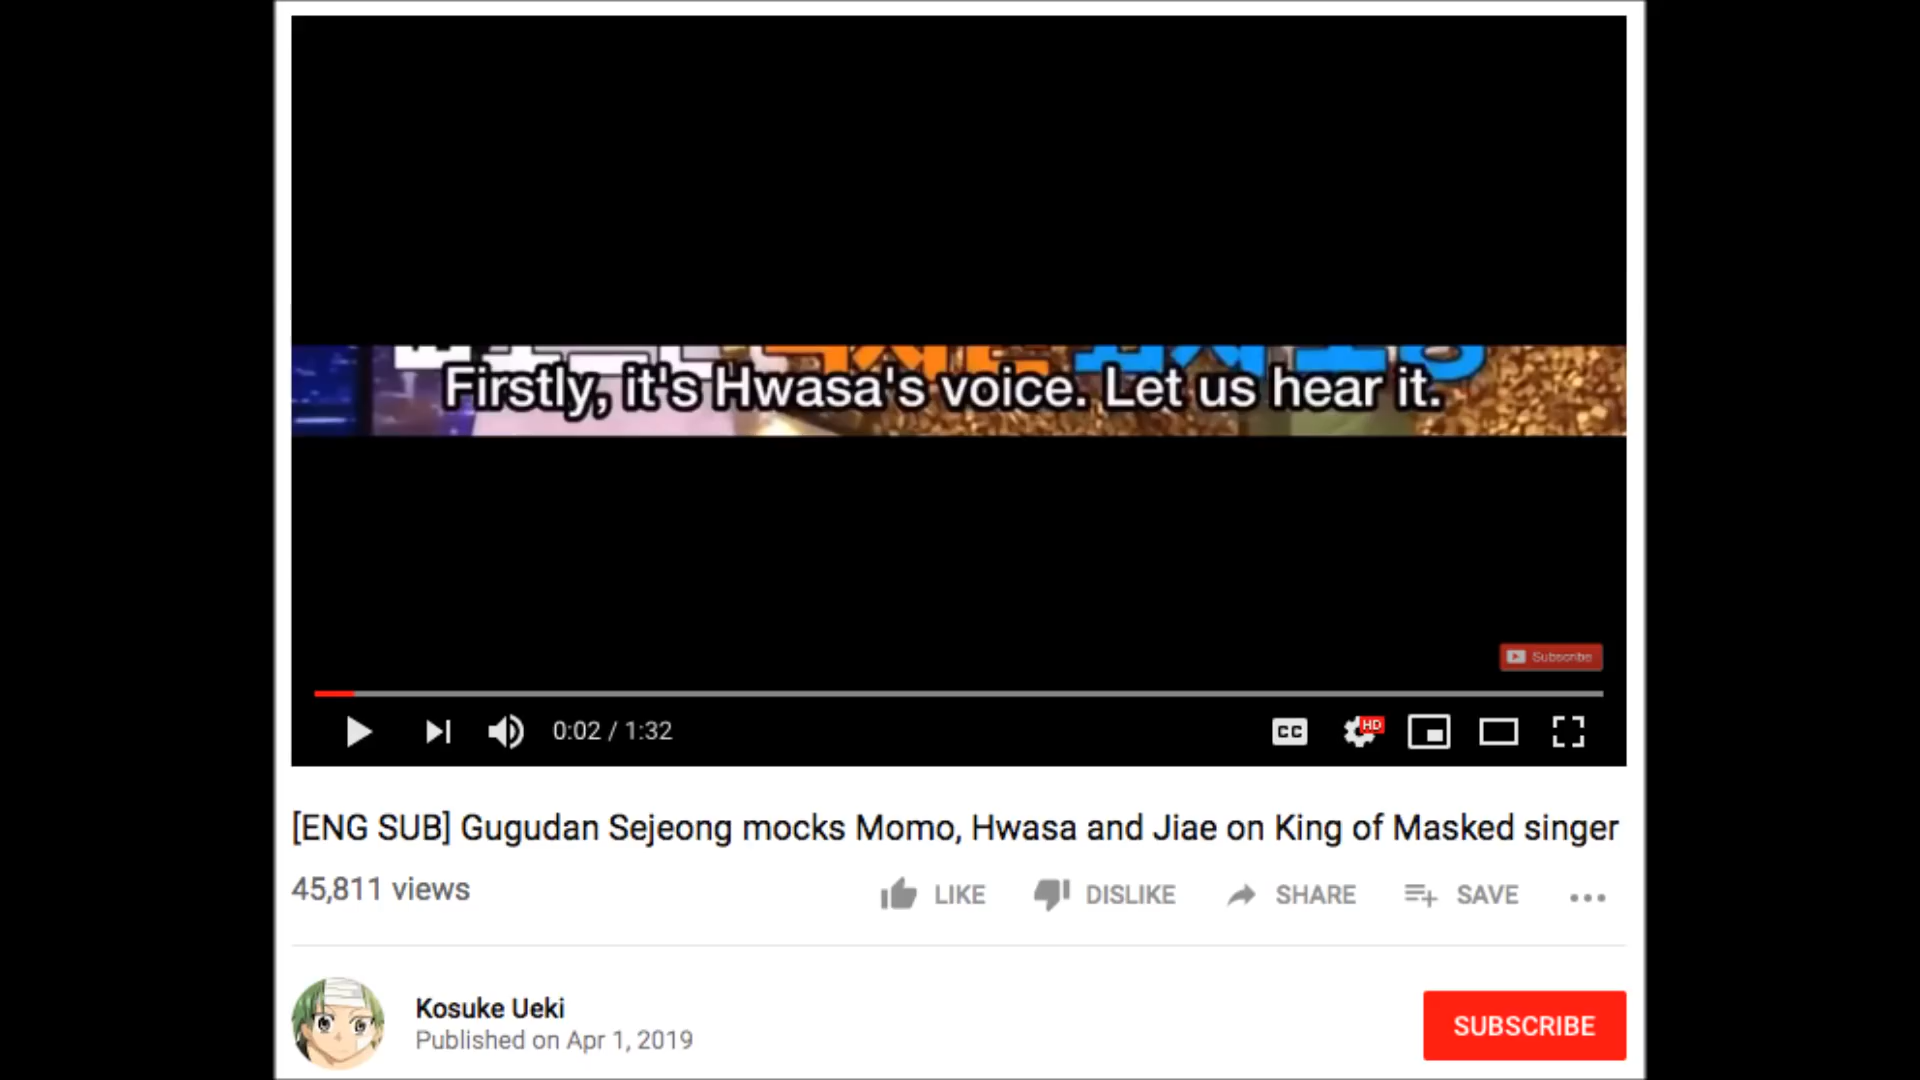 Firstly, it's Hwasa's voice. Let us hear it.
Subscribe
0:02 / 1:32
CC
HD
[ENG SUB] Gugudan Sejeong mocks Momo, Hwasa and Jiae on King of Masked singer
45,811 views
LIKE
DISLIKE
SHARE
SAVE
Kosuke Ueki
Published on Apr 1, 2019
SUBSCRIBE